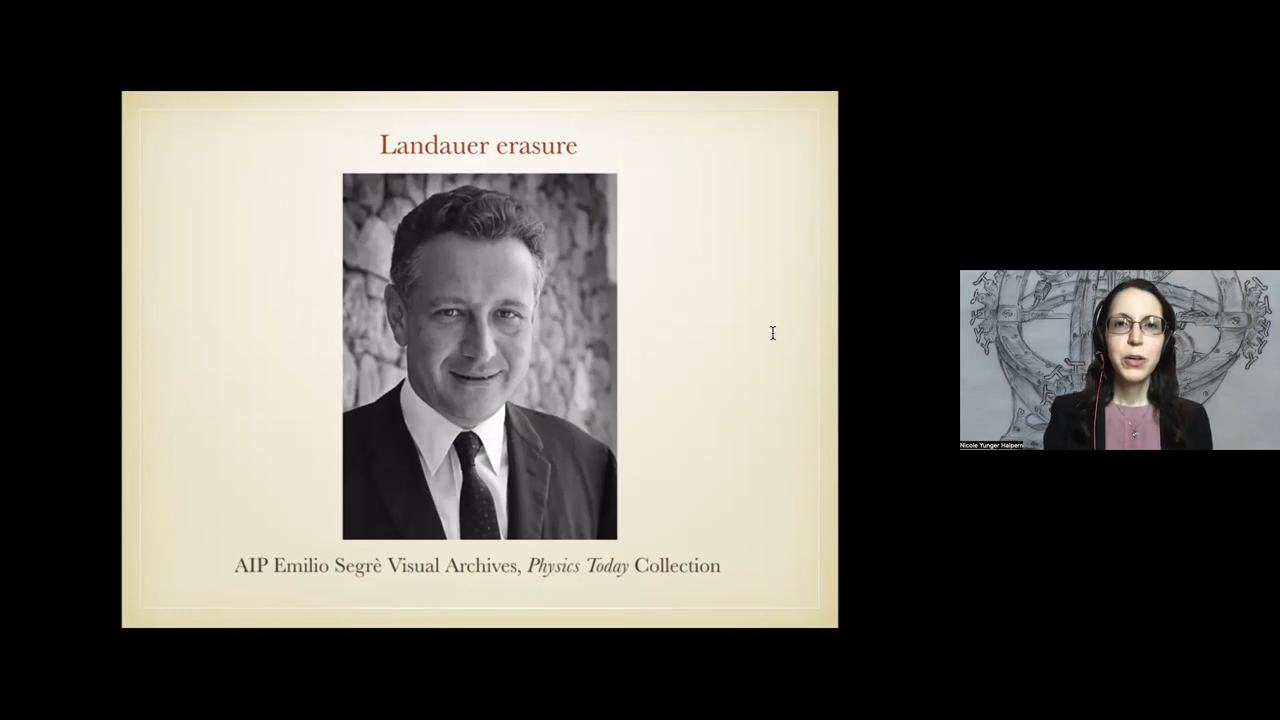 Landauer erasure
AIP Emilio Segrè Visual Archives, Physics Today Collection
Nicole Yunger Halpern